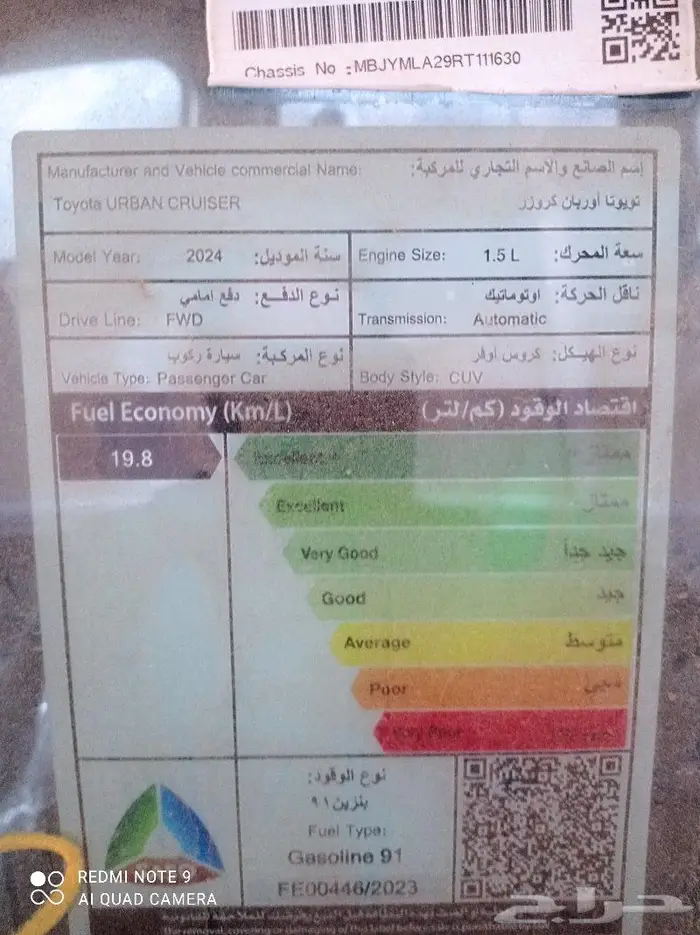 Chassis No :MBJYMLA29RT111630
Manufacturer and Vehicle commercial Name: إسم الصانع والاسم التجاري للمركبة:
Toyota URBAN CRUISER تويوتا أوربان كروزر
Model Year: 2024 سنة الموديل: Engine Size: 1.5 L سعة المحرك:
نوع الدفع: دفع امامي ناقل الحركة: اوتوماتيك
Drive Line: FWD Transmission: Automatic
نوع المركبة: سيارة ركوب نوع الهيكل: كروس اوفر
Vehicle Type: Passenger Car Body Style: CUV
Fuel Economy (Km/L) اقتصاد الوقود (كم/لتر)
19.8 Excellent
Excellent ممتاز
Very Good جيد جداً
Good جيد
Average متوسط
Poor
Very Poor
نوع الوقود:
بنزين ٩١
Fuel Type:
Gasoline 91
FE00446/2023
REDMI NOTE 9
AI QUAD CAMERA
حراج